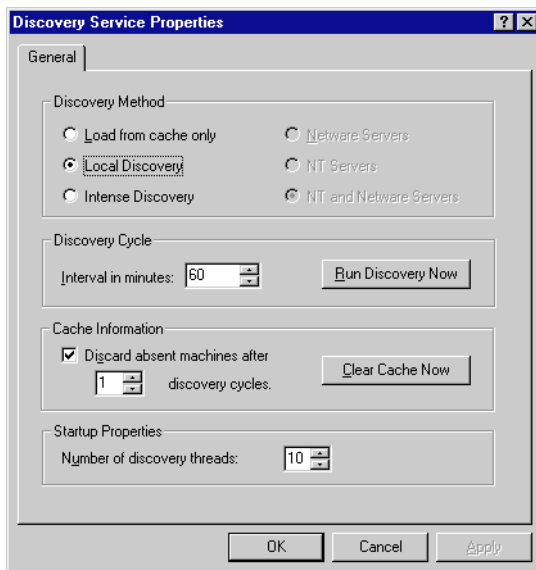 Discovery Service Properties
General
Discovery Method
Load from cache only
Netware Servers
Local Discovery
NT Servers
Intense Discovery
NT and Netware Servers
Discovery Cycle
Interval in minutes: 60
Run Discovery Now
Cache Information
Discard absent machines after
1 discovery cycles.
Clear Cache Now
Startup Properties
Number of discovery threads: 10
OK
Cancel
Apply